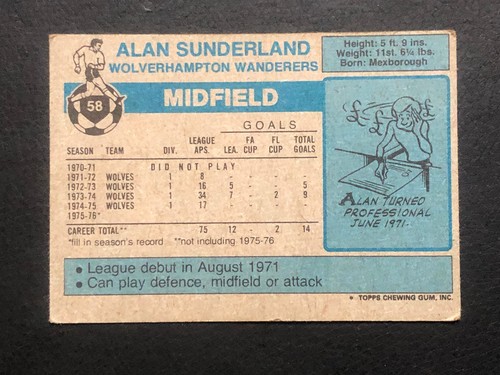 ALAN SUNDERLAND
WOLVERHAMPTON WANDERERS
Height: 5 ft. 9 ins.
Weight: 11st. 6¼ lbs.
Born: Mexborough
58
MIDFIELD
GOALS
LEAGUE FA FL TOTAL
SEASON TEAM DIV. APS. LEA. CUP CUP GOALS
1970-71 DID NOT PLAY
1971-72 WOLVES 1 8 - - - -
1972-73 WOLVES 1 16 5 - - 5
1973-74 WOLVES 1 34 7 - 2 9
1974-75 WOLVES 1 17 - - - -
1975-76*
CAREER TOTAL** 75 12 - 2 14
*fill in season's record **not including 1975-76
£ £ £ £
ALAN TURNED
PROFESSIONAL
JUNE 1971.
● League debut in August 1971
● Can play defence, midfield or attack
* TOPPS CHEWING GUM, INC.